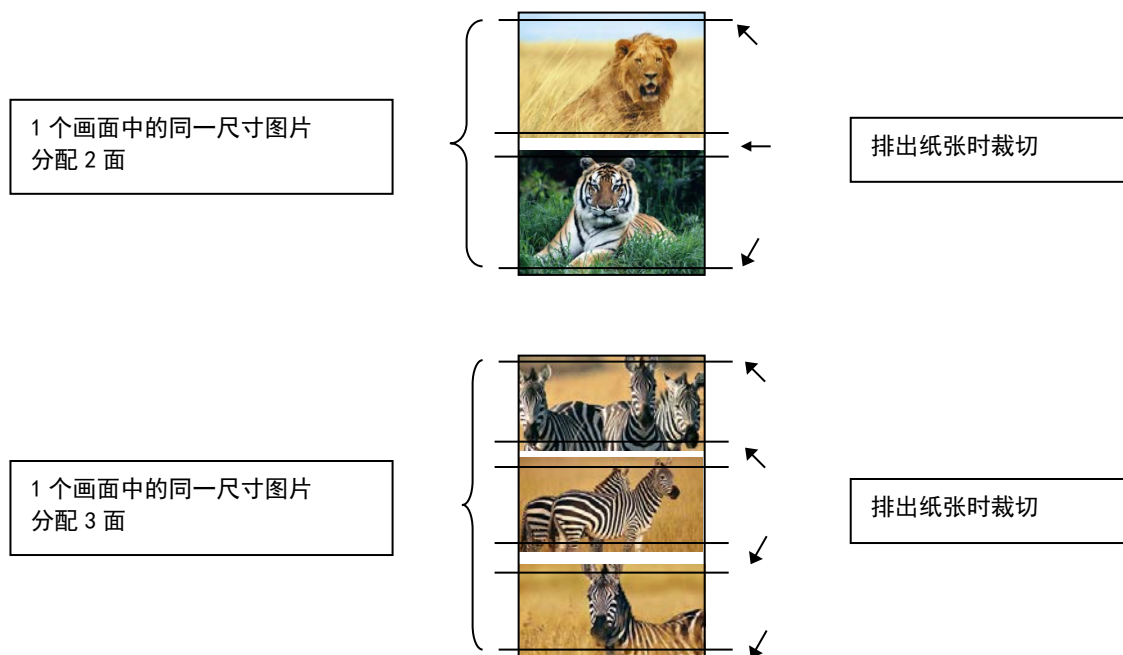 1 个画面中的同一尺寸图片
分配 2 面
排出纸张时裁切
1 个画面中的同一尺寸图片
分配 3 面
排出纸张时裁切